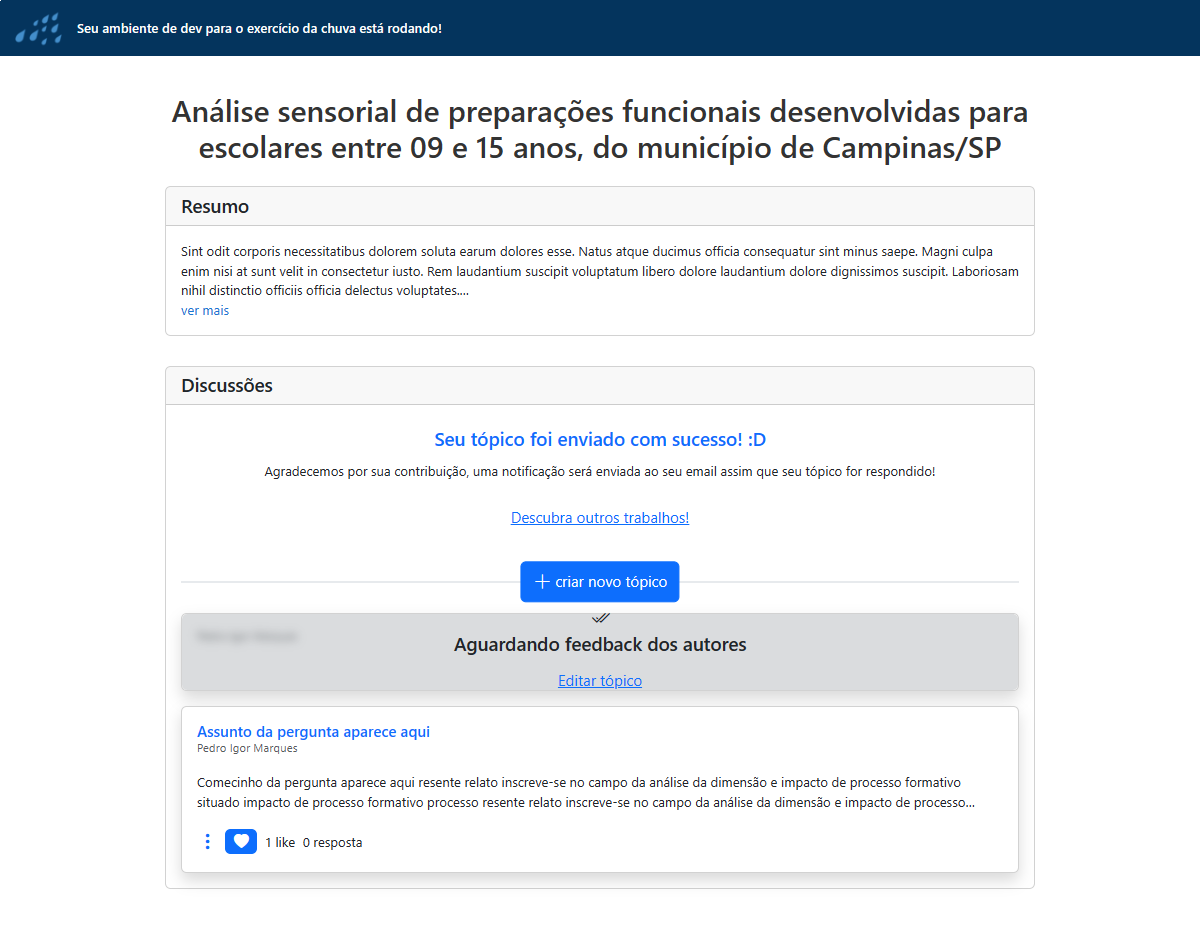 Seu ambiente de dev para o exercício da chuva está rodando!
Análise sensorial de preparações funcionais desenvolvidas para
escolares entre 09 e 15 anos, do município de Campinas/SP
Resumo
Sint odit corporis necessitatibus dolorem soluta earum dolores esse. Natus atque ducimus officia consequatur sint minus saepe. Magni culpa
enim nisi at sunt velit in consectetur iusto. Rem laudantium suscipit voluptatum libero dolore laudantium dolore dignissimos suscipit. Laboriosam
nihil distinctio officiis officia delectus voluptates....
ver mais
Discussões
Seu tópico foi enviado com sucesso! :D
Agradecemos por sua contribuição, uma notificação será enviada ao seu email assim que seu tópico for respondido!
Descubra outros trabalhos!
+ criar novo tópico
Aguardando feedback dos autores
Editar tópico
Assunto da pergunta aparece aqui
Pedro Igor Marques
Comecinho da pergunta aparece aqui resente relato inscreve-se no campo da análise da dimensão e impacto de processo formativo
situado impacto de processo formativo processo resente relato inscreve-se no campo da análise da dimensão e impacto de processo...
1 like 0 resposta